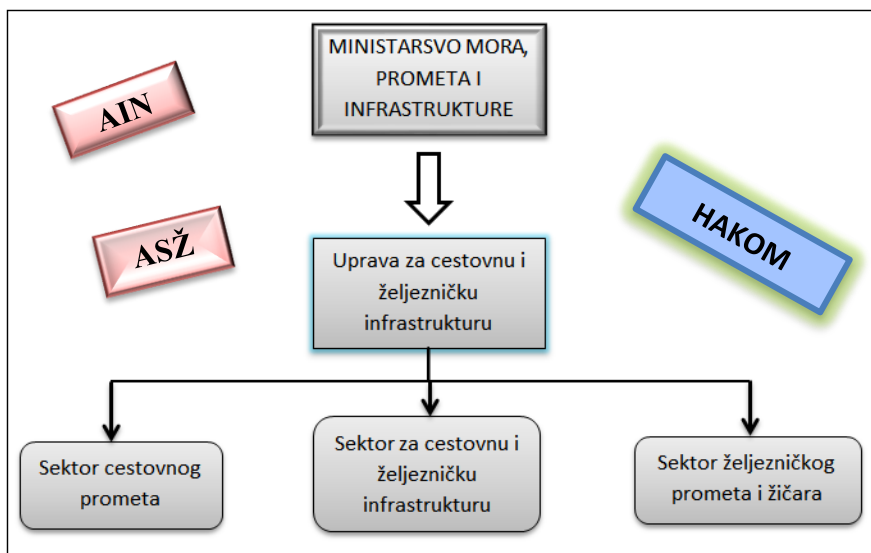 MINISTARSVO MORA,
PROMETA I
INFRASTRUKTURE
AIN
ASŽ
HAKOM
Uprava za cestovnu i
željezničku
infrastrukturu
Sektor cestovnog
prometa
Sektor za cestovnu i
željezničku
infrastrukturu
Sektor željezničkog
prometa i žičara